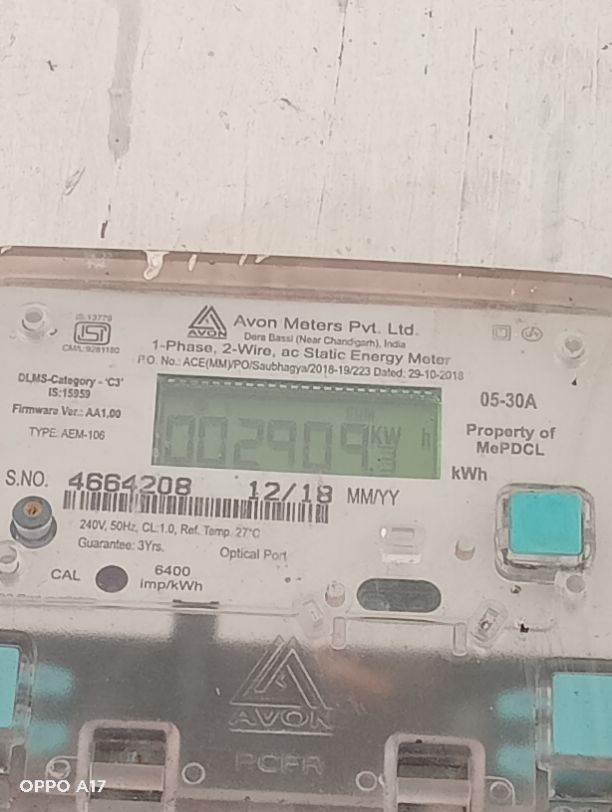 IS:13779
ISI
CM/L:9281180
AVON
Avon Meters Pvt. Ltd.
Dera Bassi (Near Chandigarh), India
1-Phase, 2-Wire, ac Static Energy Meter
P.O. No.: ACE(MM)/PO/Saubhagya/2018-19/223 Dated: 29-10-2018
DLMS-Category - 'C3'
IS:15959
Firmware Ver.: AA1.00
TYPE: AEM-106
CUM
002909 KW h
05-30A
Property of
MePDCL
kWh
S.NO. 4664208 12/18 MM/YY
240V, 50Hz, CL:1.0, Ref. Temp. 27°C
Guarantee: 3Yrs.
Optical Port
CAL
6400
imp/kWh
AVON
OPPO A17